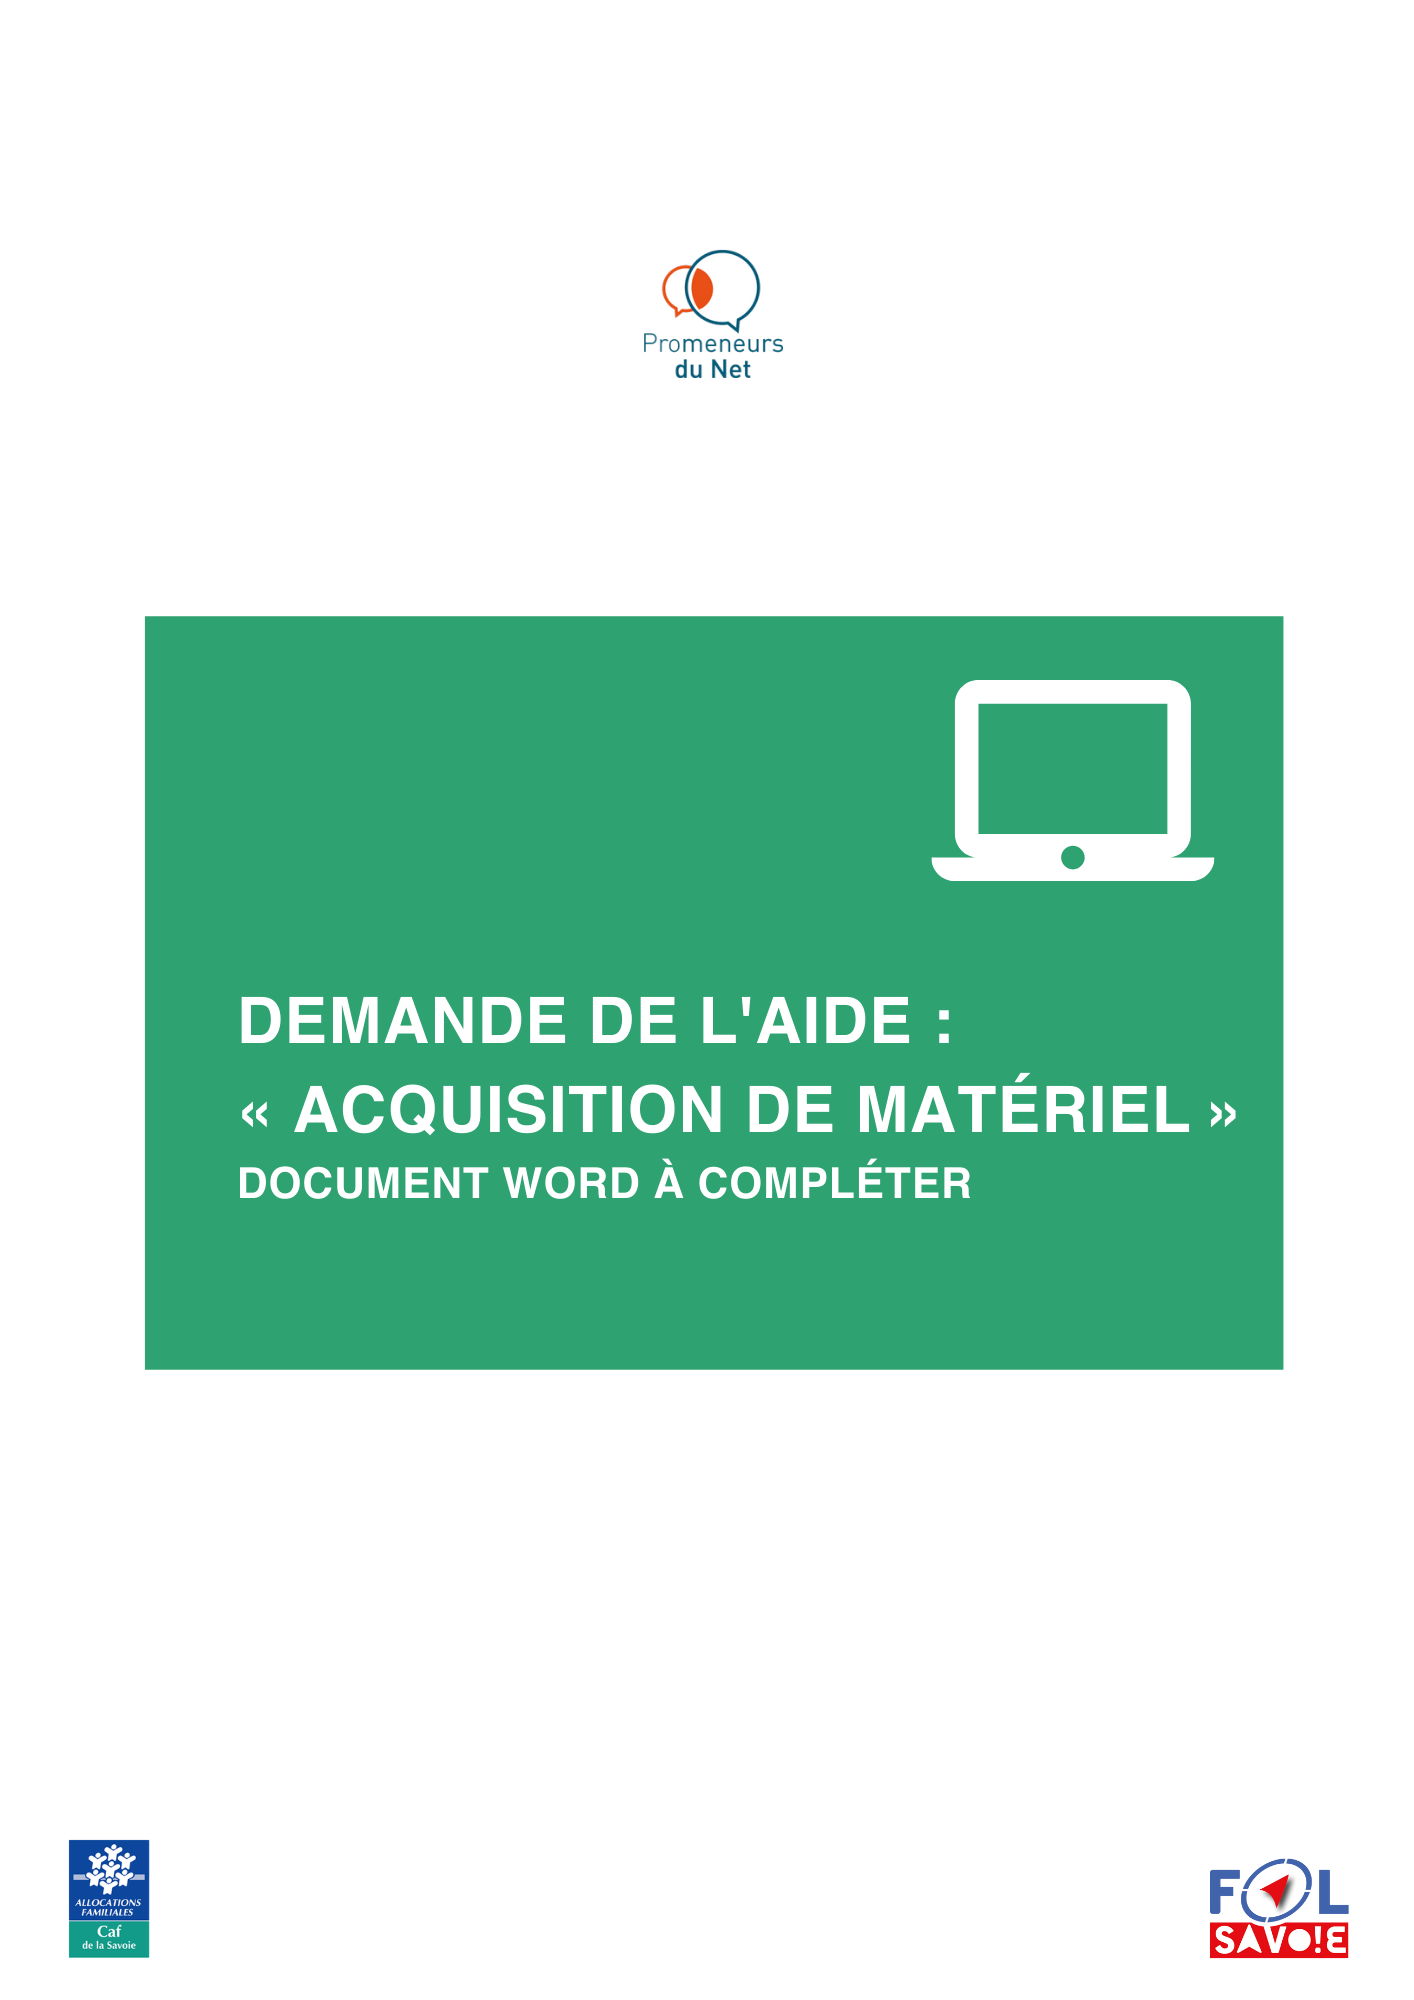 Promeneurs
du Net
DEMANDE DE L'AIDE :
« ACQUISITION DE MATÉRIEL »
DOCUMENT WORD À COMPLÉTER
ALLOCATIONS
FAMILIALES
Caf
de la Savoie
FOL
SAVO!E